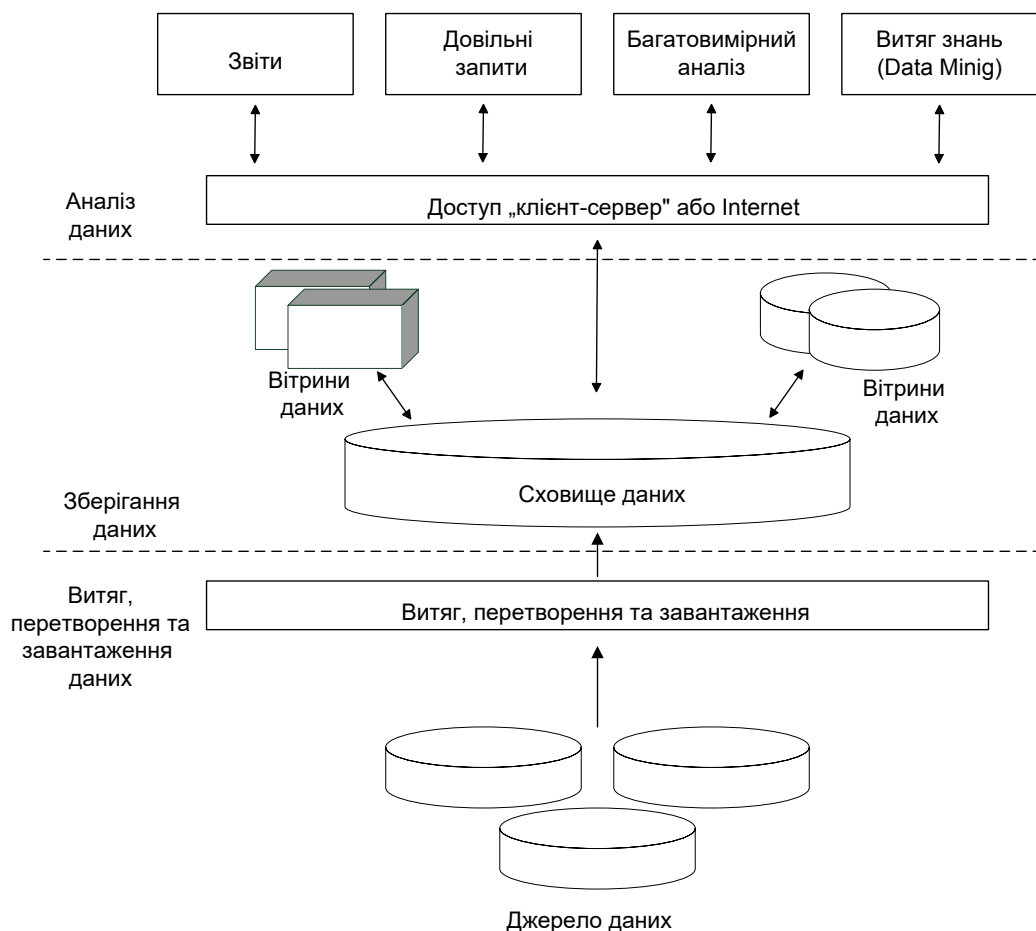 Звіти
Довільні
запити
Багатовимірний
аналіз
Витяг знань
(Data Minig)
Аналіз
даних
Доступ „клієнт-сервер" або Internet
Вітрини
даних
Вітрини
даних
Сховище даних
Зберігання
даних
Витяг,
перетворення та
завантаження
даних
Витяг, перетворення та завантаження
Джерело даних